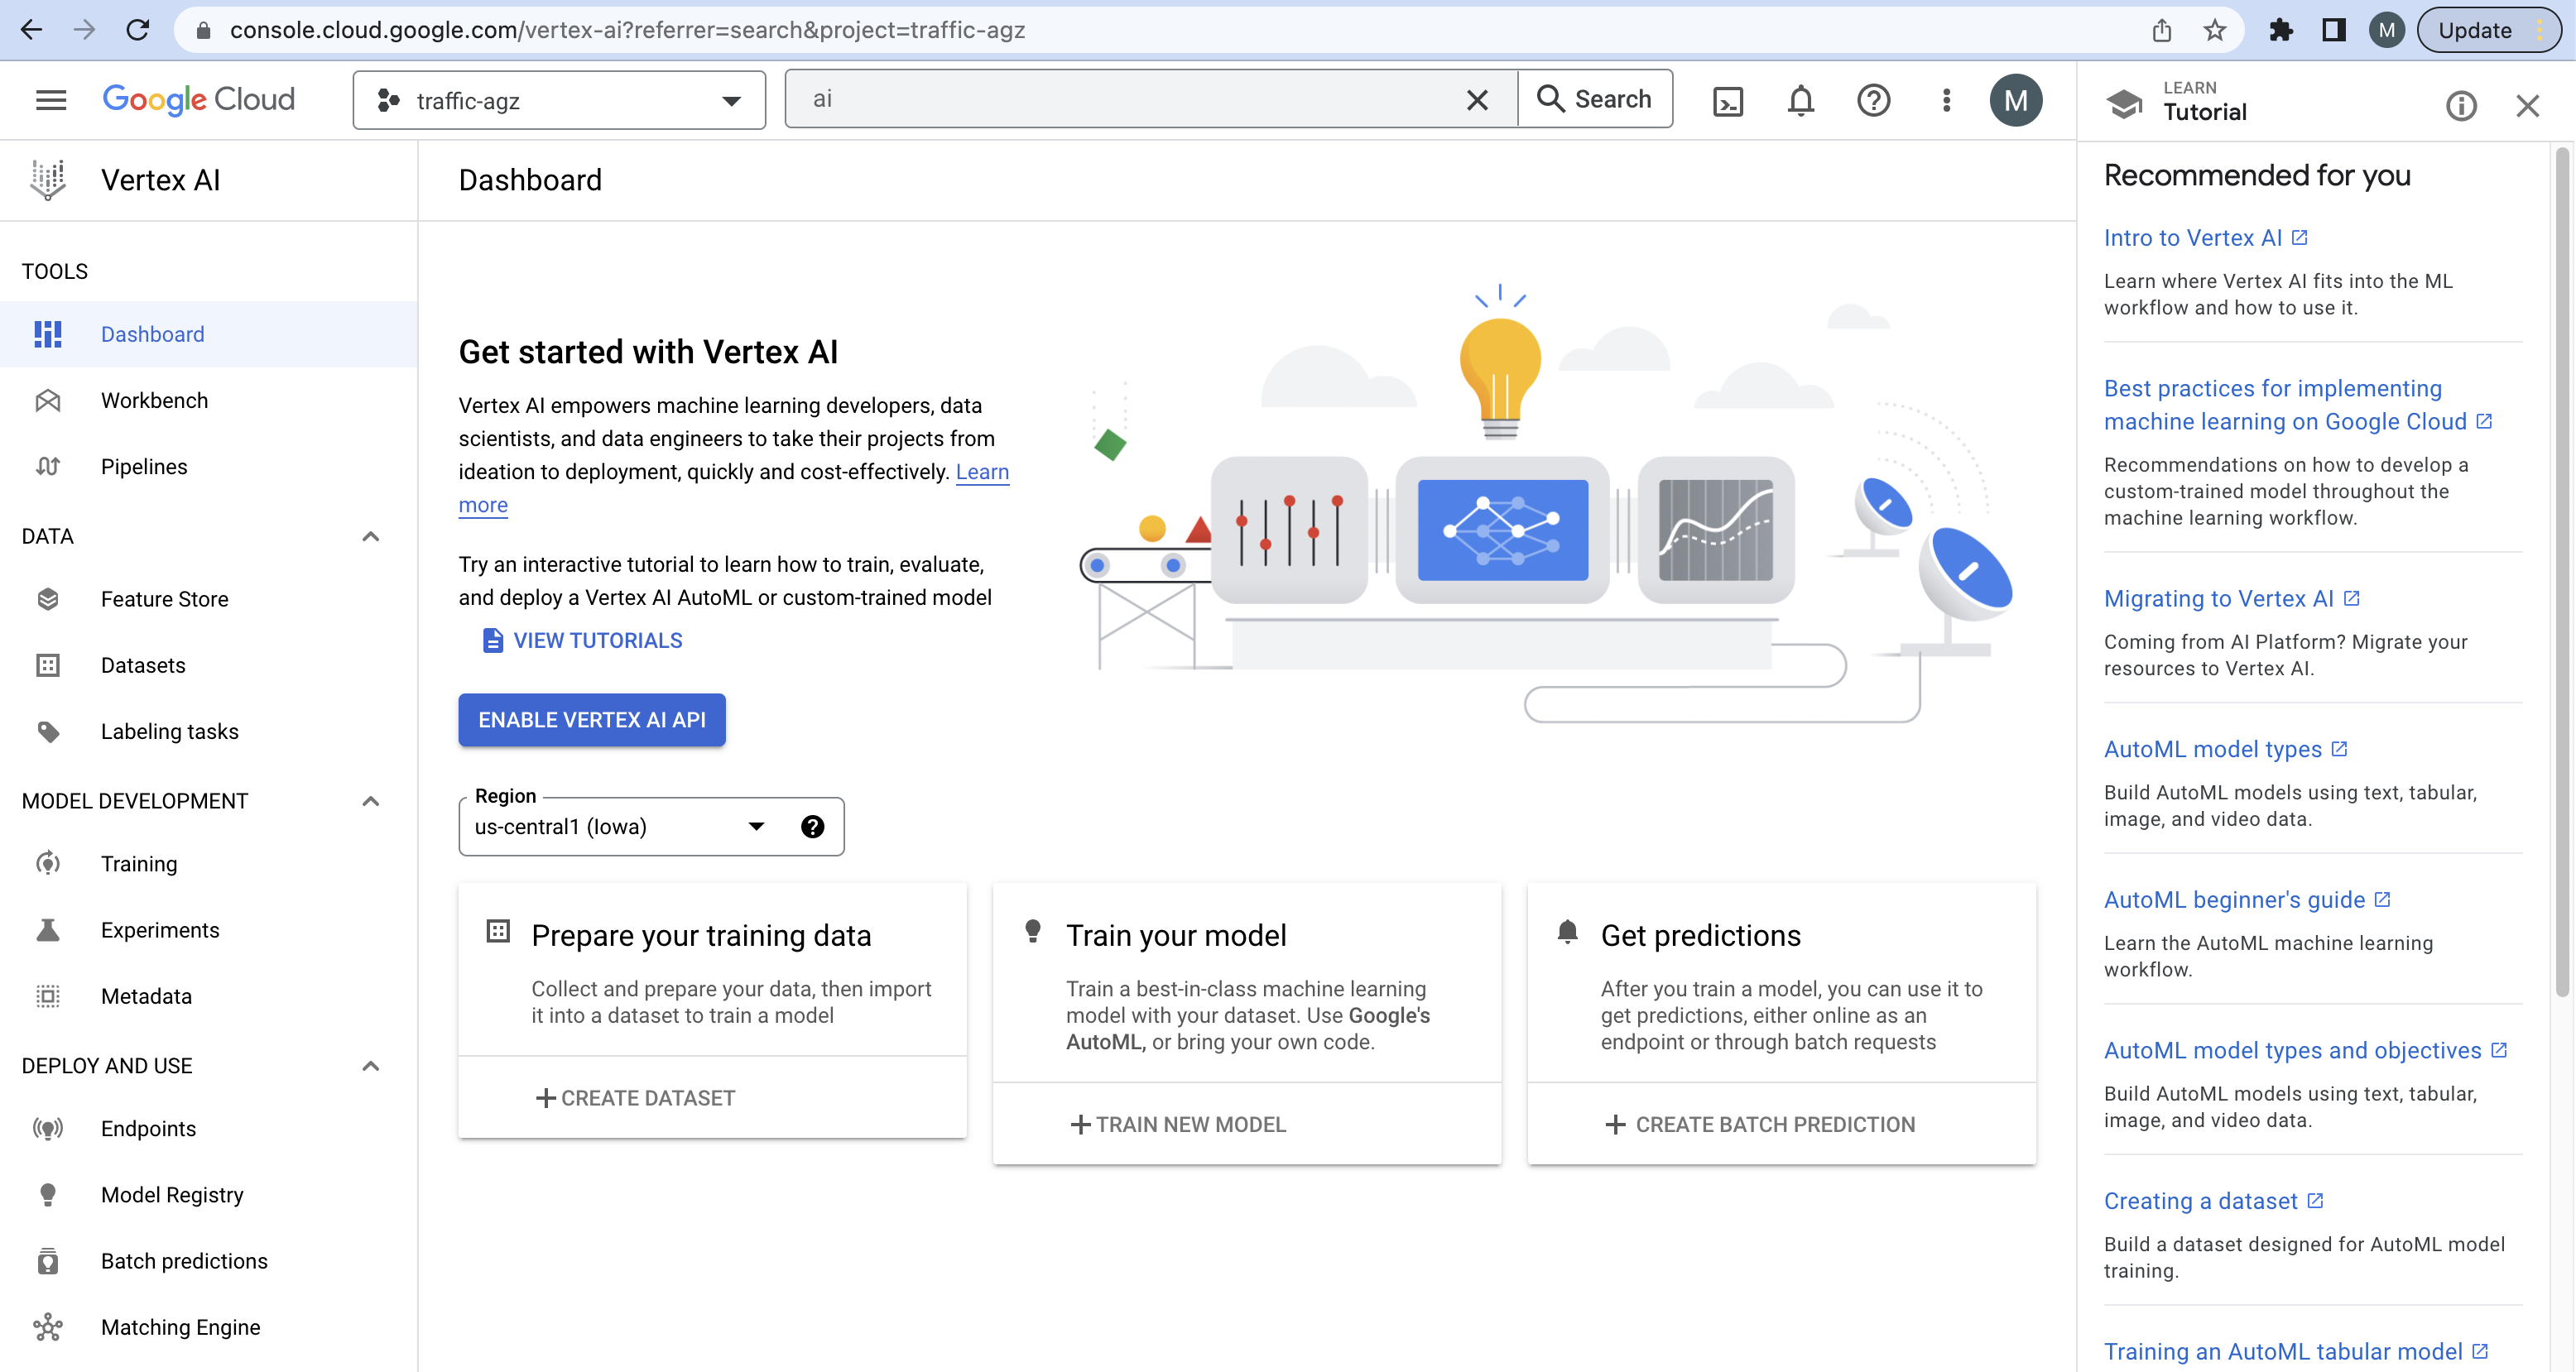 console.cloud.google.com/vertex-ai?referrer=search&project=traffic-agz
M
Update
Google Cloud
traffic-agz
ai
Search
M
LEARN
Tutorial
Vertex AI
Dashboard
TOOLS
Dashboard
Workbench
Pipelines
DATA
Feature Store
Datasets
Labeling tasks
MODEL DEVELOPMENT
Training
Experiments
Metadata
DEPLOY AND USE
Endpoints
Model Registry
Batch predictions
Matching Engine
Get started with Vertex AI
Vertex AI empowers machine learning developers, data
scientists, and data engineers to take their projects from
ideation to deployment, quickly and cost-effectively. Learn
more
Try an interactive tutorial to learn how to train, evaluate,
and deploy a Vertex AI AutoML or custom-trained model
VIEW TUTORIALS
ENABLE VERTEX AI API
Region
us-central1 (Iowa)
Prepare your training data
Collect and prepare your data, then import
it into a dataset to train a model
CREATE DATASET
Train your model
Train a best-in-class machine learning
model with your dataset. Use Google's
AutoML, or bring your own code.
TRAIN NEW MODEL
Get predictions
After you train a model, you can use it to
get predictions, either online as an
endpoint or through batch requests
CREATE BATCH PREDICTION
Recommended for you
Intro to Vertex AI
Learn where Vertex AI fits into the ML
workflow and how to use it.
Best practices for implementing
machine learning on Google Cloud
Recommendations on how to develop a
custom-trained model throughout the
machine learning workflow.
Migrating to Vertex AI
Coming from AI Platform? Migrate your
resources to Vertex AI.
AutoML model types
Build AutoML models using text, tabular,
image, and video data.
AutoML beginner's guide
Learn the AutoML machine learning
workflow.
AutoML model types and objectives
Build AutoML models using text, tabular,
image, and video data.
Creating a dataset
Build a dataset designed for AutoML model
training.
Training an AutoML tabular model